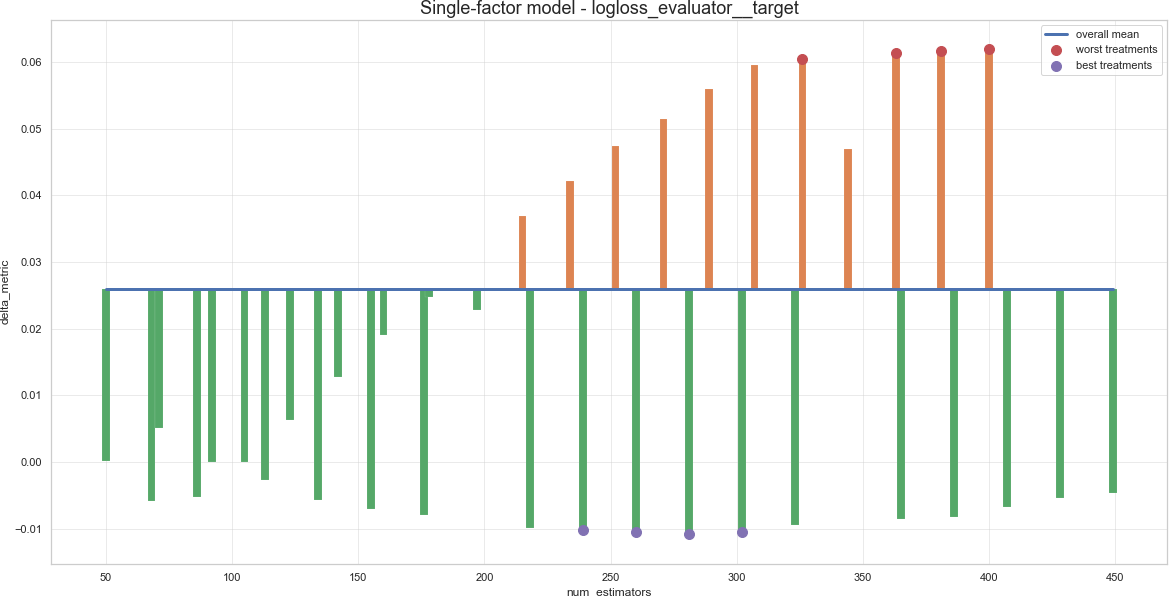 Single-factor model - logloss_evaluator__target
overall mean
worst treatments
best treatments
delta_metric
0.06
0.05
0.04
0.03
0.02
0.01
0.00
−0.01
50
100
150
200
250
300
350
400
450
num_estimators